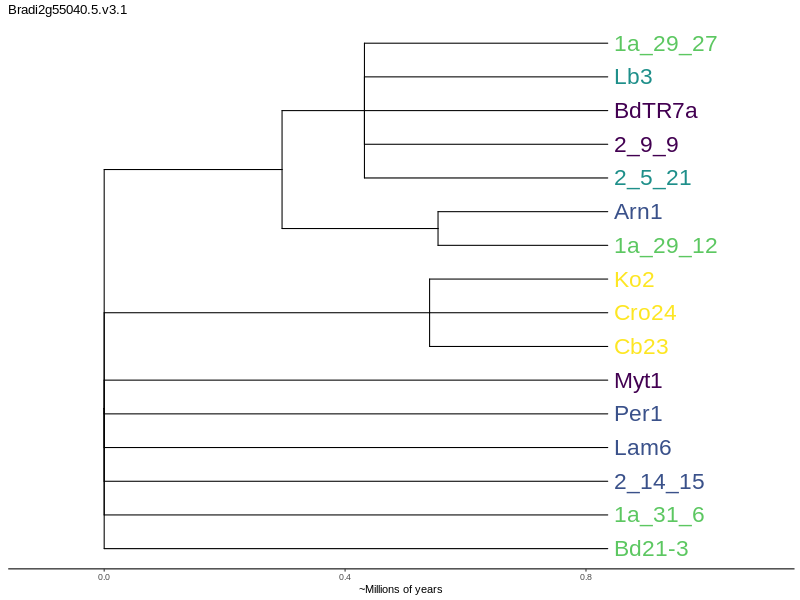 Bradi2g55040.5.v3.1
1a_29_27
Lb3
BdTR7a
2_9_9
2_5_21
Arn1
1a_29_12
Ko2
Cro24
Cb23
Myt1
Per1
Lam6
2_14_15
1a_31_6
Bd21-3
0.0 0.4 0.8
~Millions of years